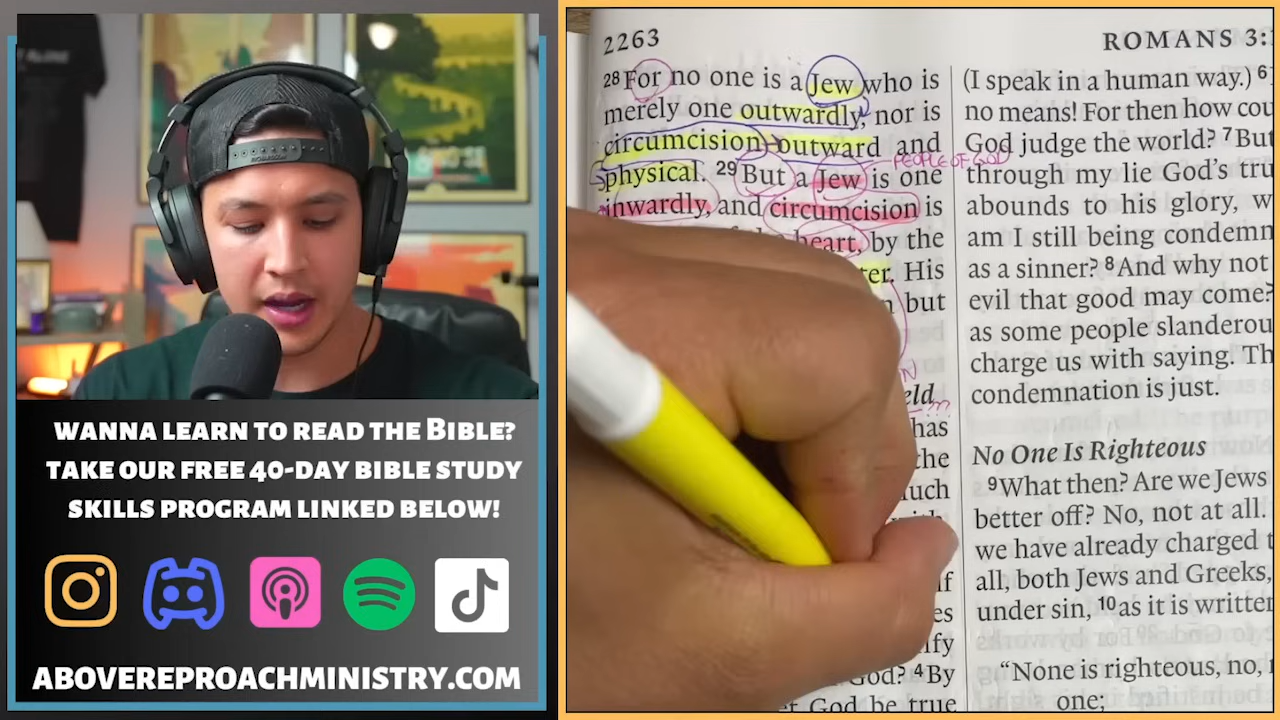 WANNA LEARN TO READ THE BIBLE?
TAKE OUR FREE 40-DAY BIBLE STUDY
SKILLS PROGRAM LINKED BELOW!
ABOVEREPROACHMINISTRY.COM
2263
ROMANS 3:
28 For no one is a Jew who is
merely one outwardly, nor is
circumcision outward and
physical. 29 But a Jew is one
PEOPLE OF GOD
inwardly, and circumcision is
heart, by the
His
but
has
the
God? 4 By
God be true
(I speak in a human way.) 6
no means! For then how
God judge the world? 7 But
through my lie God's
abounds to his glory,
am I still being
as a sinner? 8 And why not
evil that good may come?
as some people
charge us with saying.
condemnation is just.
No One Is Righteous
9 What then? Are we Jews
better off? No, not at all.
we have already charged
all, both Jews and Greeks,
under sin, 10 as it is written
"None is righteous, no,
one;